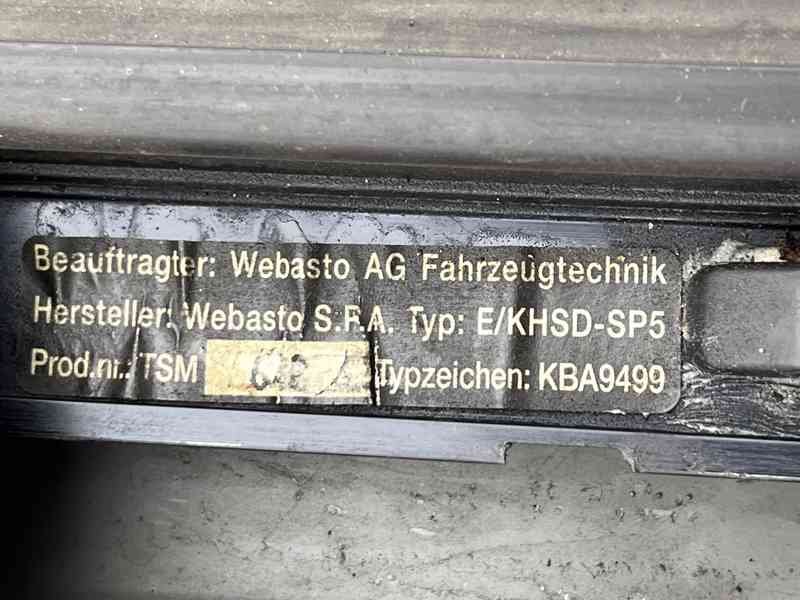 Beauftragter: Webasto AG Fahrzeugtechnik
Hersteller: Webasto S.P.A. Typ: E/KHSD-SP5
Prod.nr.: TSM Typzeichen: KBA9499